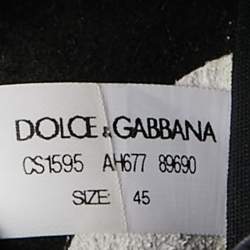 DOLCE & GABBANA
CS1595 AH677 89690
SIZE: 45